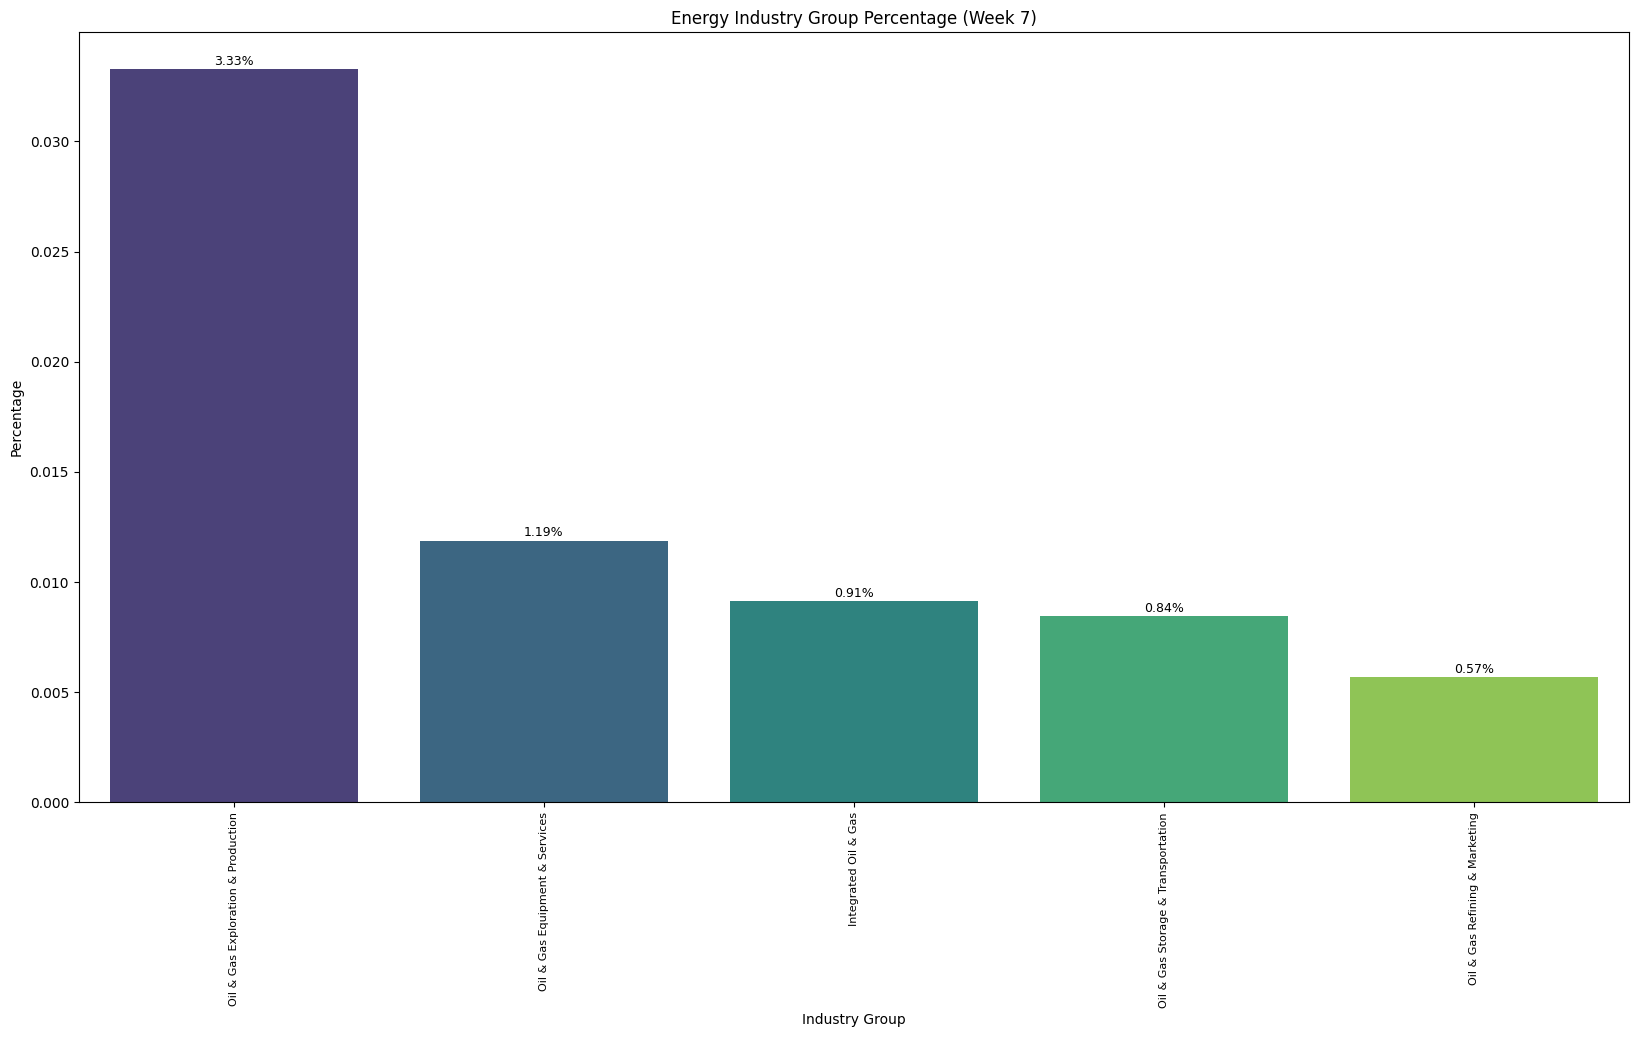 Energy Industry Group Percentage (Week 7)
Percentage
0.030
0.025
0.020
0.015
0.010
0.005
0.000
3.33%
1.19%
0.91%
0.84%
0.57%
Oil & Gas Exploration & Production
Oil & Gas Equipment & Services
Integrated Oil & Gas
Oil & Gas Storage & Transportation
Oil & Gas Refining & Marketing
Industry Group